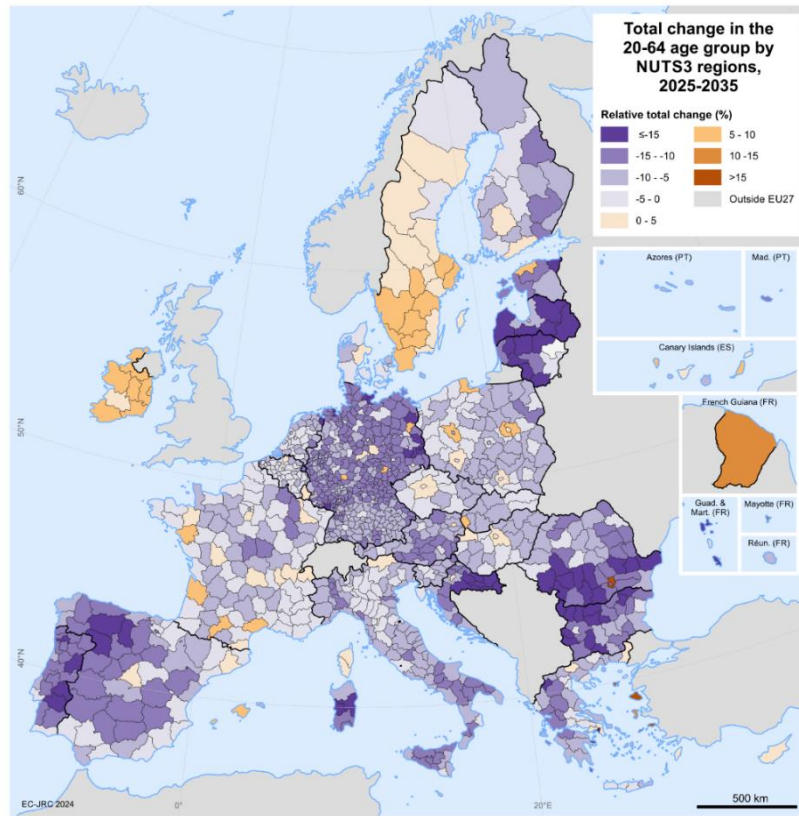 Total change in the
20-64 age group by
NUTS3 regions,
2025-2035
Relative total change (%)
≤-15
-15 - -10
-10 - -5
-5 - 0
0 - 5
5 - 10
10 - 15
>15
Outside EU27
60°N
50°N
40°N
Azores (PT)
Mad. (PT)
Canary Islands (ES)
French Guiana (FR)
Guad. &
Mart. (FR)
Mayotte (FR)
Réun. (FR)
EC-JRC 2024
0°
20°E
500 km